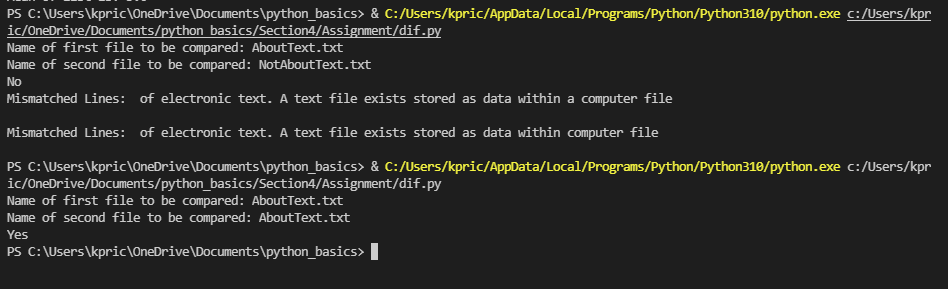 PS C:\Users\kpric\OneDrive\Documents\python_basics> & C:/Users/kpric/AppData/Local/Programs/Python/Python310/python.exe c:/Users/kpr
ic/OneDrive/Documents/python_basics/Section4/Assignment/dif.py
Name of first file to be compared: AboutText.txt
Name of second file to be compared: NotAboutText.txt
No
Mismatched Lines:  of electronic text. A text file exists stored as data within a computer file
Mismatched Lines:  of electronic text. A text file exists stored as data within computer file
PS C:\Users\kpric\OneDrive\Documents\python_basics> & C:/Users/kpric/AppData/Local/Programs/Python/Python310/python.exe c:/Users/kpr
ic/OneDrive/Documents/python_basics/Section4/Assignment/dif.py
Name of first file to be compared: AboutText.txt
Name of second file to be compared: AboutText.txt
Yes
PS C:\Users\kpric\OneDrive\Documents\python_basics>